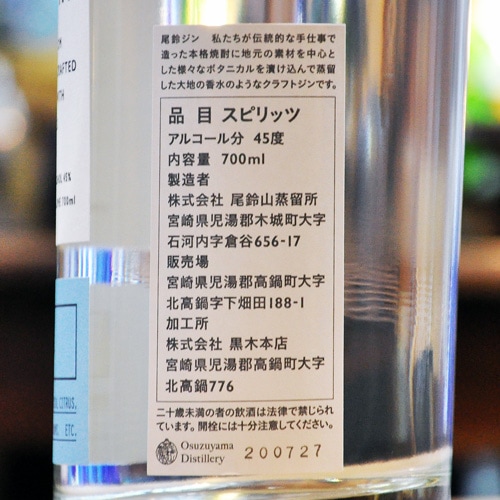 尾鈴ジン　私たちが伝統的な手仕事で
造った本格焼酎に地元の素材を中心と
した様々なボタニカルを漬け込んで蒸留
した大地の香水のようなクラフトジンです。
品 目 スピリッツ
アルコール分 45度
内容量 700ml
製造者
株式会社 尾鈴山蒸留所
宮崎県児湯郡木城町大字
石河内字倉谷656-17
販売場
宮崎県児湯郡高鍋町大字
北高鍋字下畑田188-1
加工所
株式会社 黒木本店
宮崎県児湯郡高鍋町大字
北高鍋776
二十歳未満の者の飲酒は法律で禁じられ
ています。開栓には十分注意してください。
Osuzuyama
Distillery
200727
45%
700ml
CITRUS,
ETC.